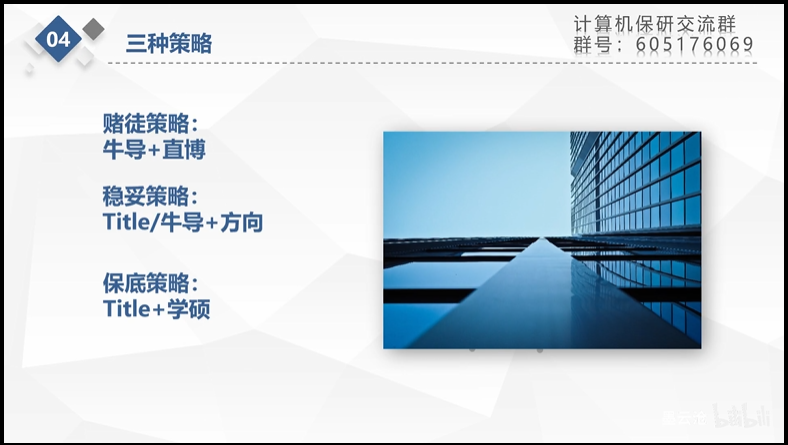 04
三种策略
计算机保研交流群
群号：605176069
赌徒策略：
牛导+直博
稳妥策略：
Title/牛导+方向
保底策略：
Title+学硕
bilibili